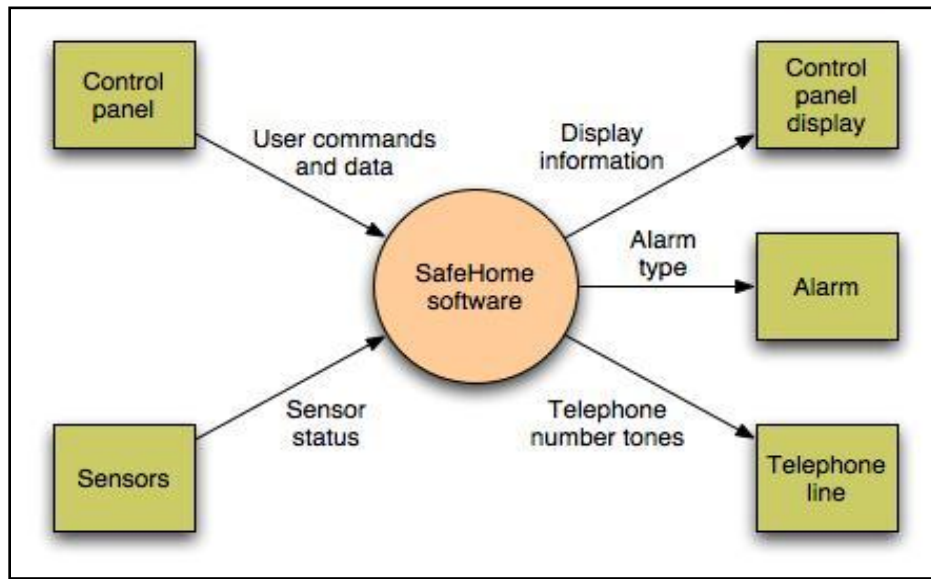 Control
panel
User commands
and data
Display
information
Control
panel
display
SafeHome
software
Alarm
type
Alarm
Sensors
Sensor
status
Telephone
number tones
Telephone
line